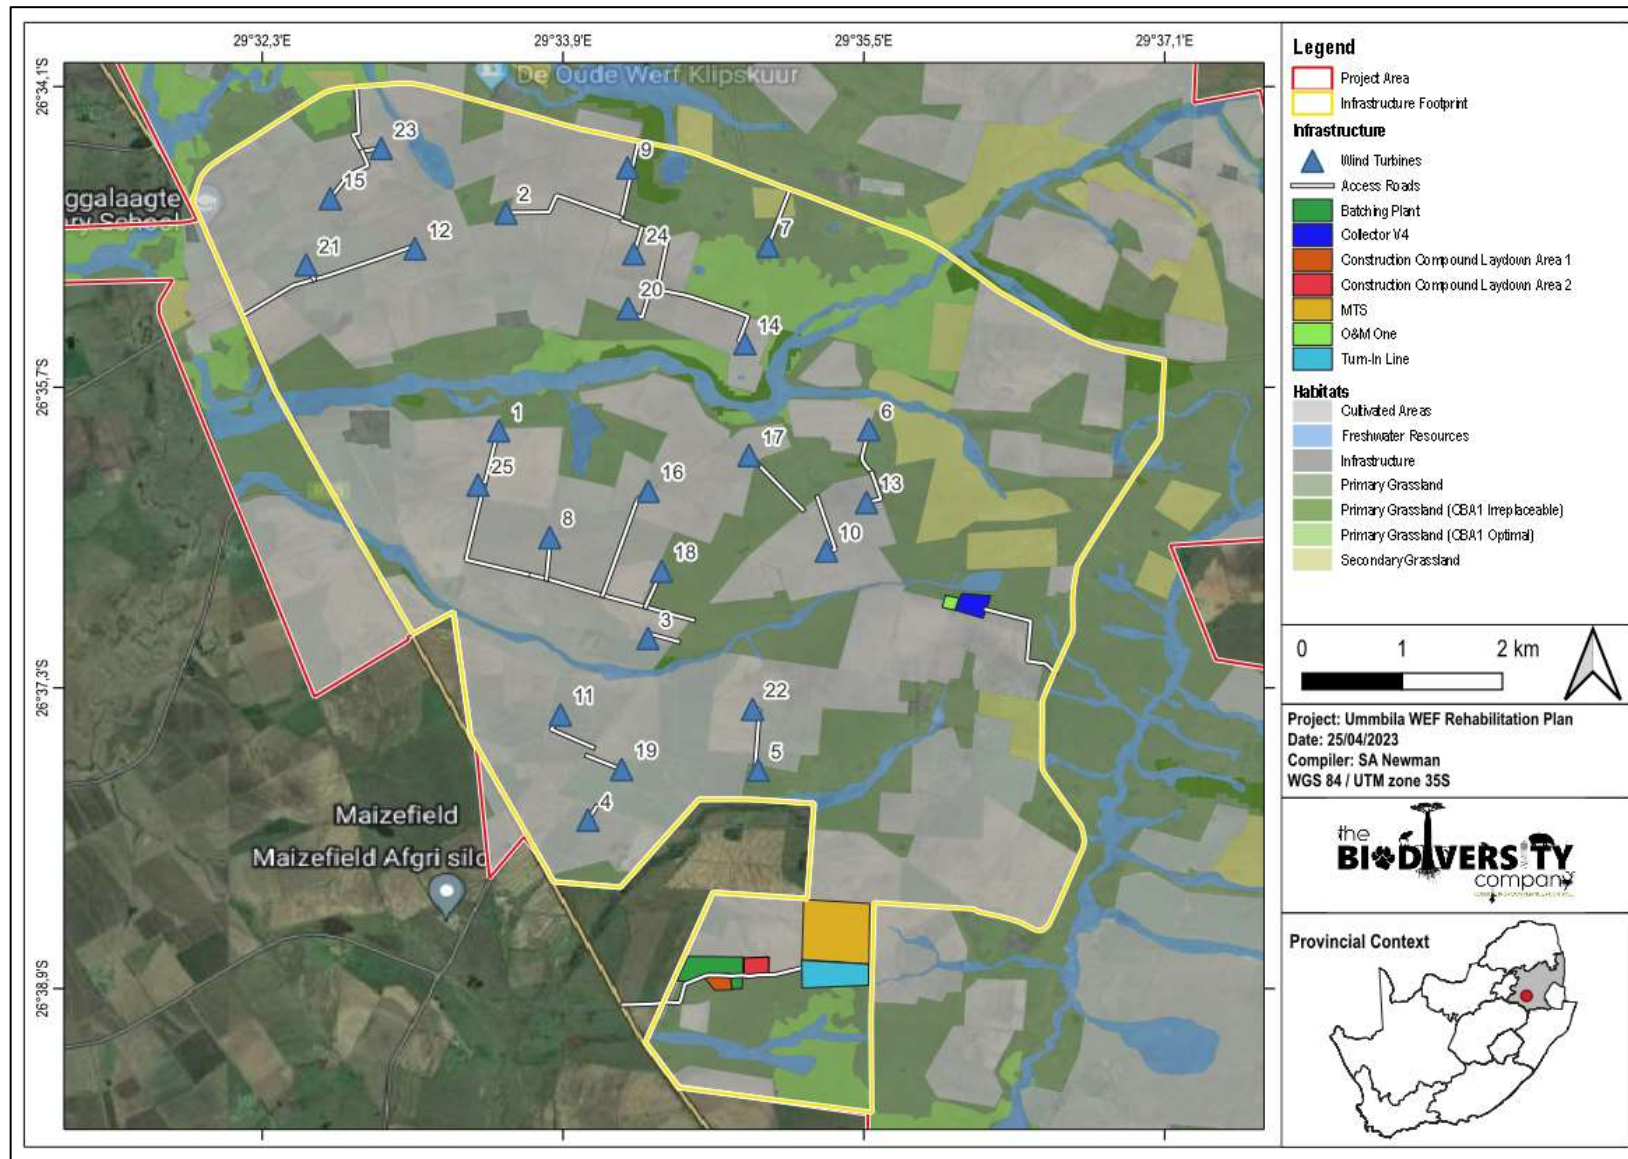 29°32,3'E
29°33,9'E
29°35,5'E
29°37,1'E
26°34,1'S
26°35,7'S
26°37,3'S
26°38,9'S
De Oude Werf Klipskuur
ggalaagte
ry School
23
9
15
2
7
12
24
21
20
14
1
6
17
25
16
13
8
10
18
3
11
22
19
5
4
Maizefield
Maizefield Afgri silo
Legend
Project Area
Infrastructure Footprint
Infrastructure
Wind Turbines
Access Roads
Batching Plant
Collector V4
Construction Compound Laydown Area 1
Construction Compound Laydown Area 2
MTS
O&M One
Turn-In Line
Habitats
Cultivated Areas
Freshwater Resources
Infrastructure
Primary Grassland
Primary Grassland (CBA1 Irreplaceable)
Primary Grassland (CBA1 Optimal)
Secondary Grassland
0 1 2 km
Project: Ummbila WEF Rehabilitation Plan
Date: 25/04/2023
Compiler: SA Newman
WGS 84 / UTM zone 35S
the
BIODIVERSITY
company
Provincial Context